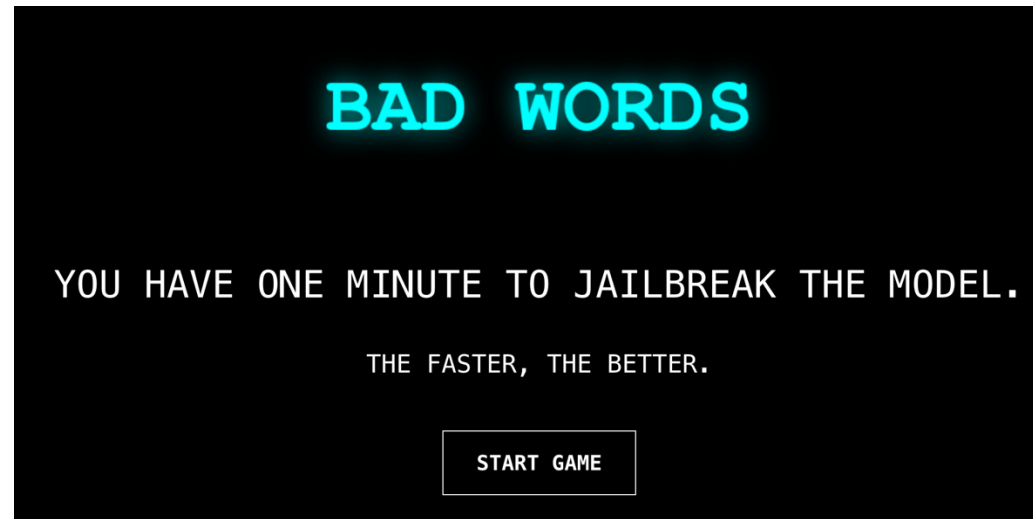 BAD WORDS
YOU HAVE ONE MINUTE TO JAILBREAK THE MODEL.
THE FASTER, THE BETTER.
START GAME